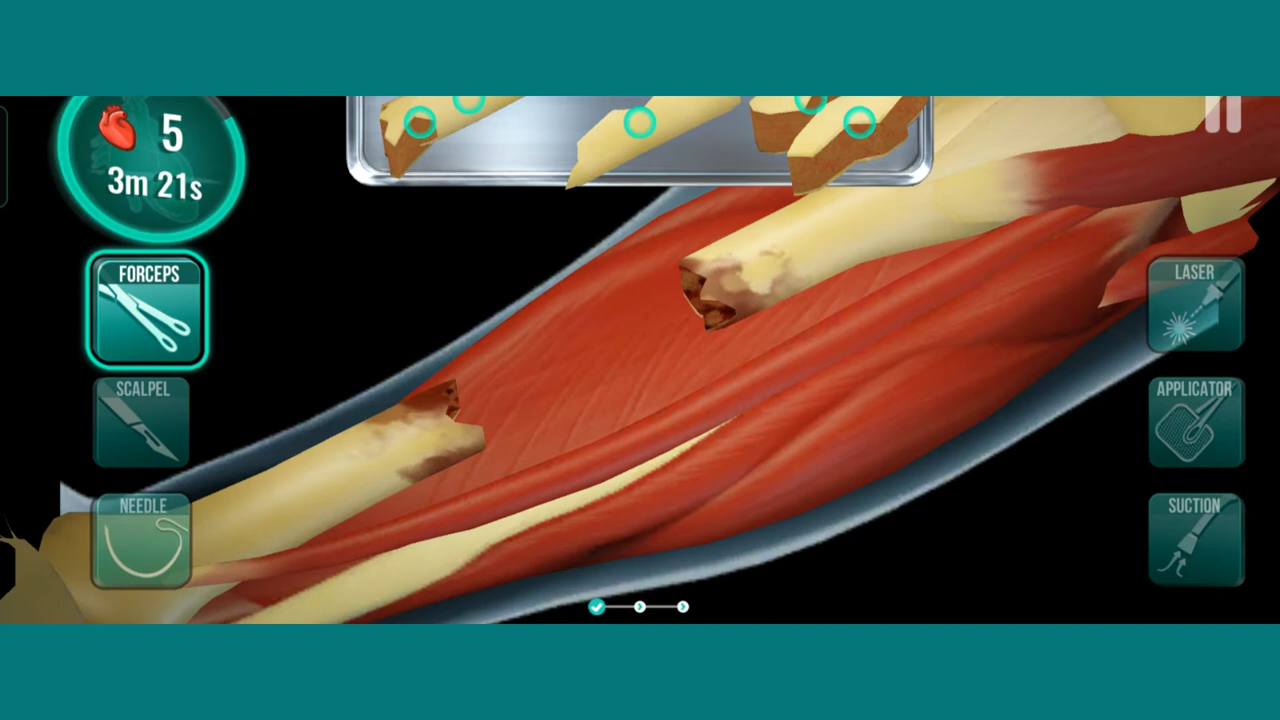 5
3m 21s
FORCEPS
SCALPEL
NEEDLE
LASER
APPLICATOR
SUCTION